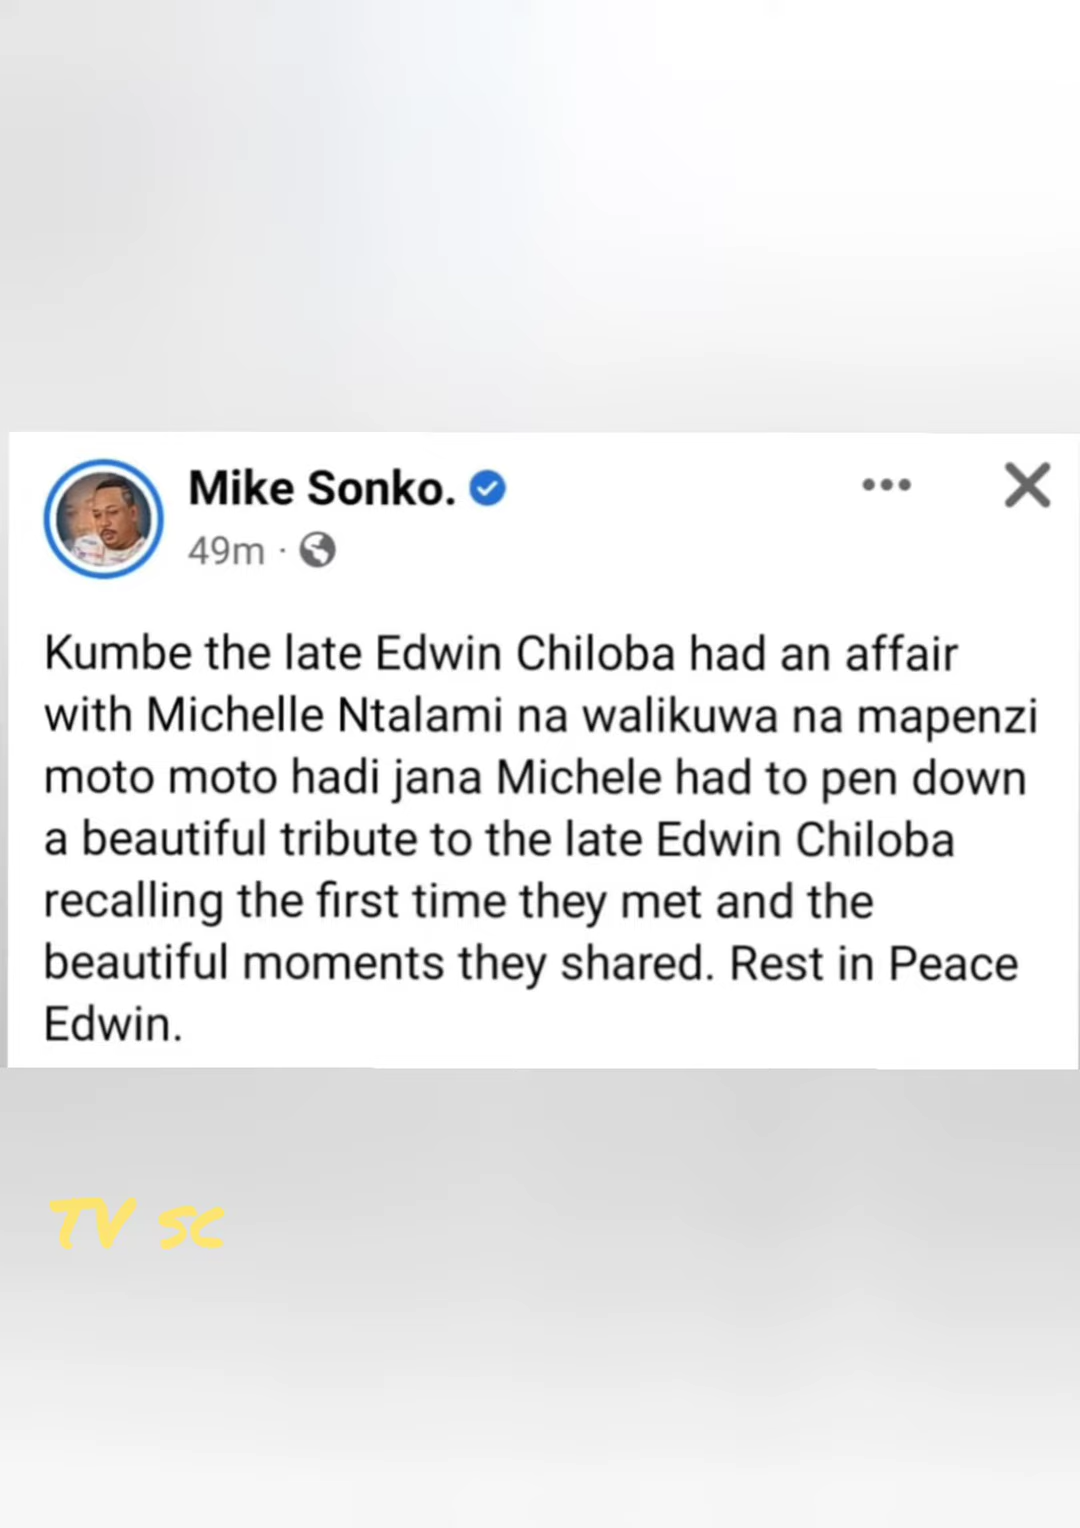 Mike Sonko.
49m ·
Kumbe the late Edwin Chiloba had an affair
with Michelle Ntalami na walikuwa na mapenzi
moto moto hadi jana Michele had to pen down
a beautiful tribute to the late Edwin Chiloba
recalling the first time they met and the
beautiful moments they shared. Rest in Peace
Edwin.
TV SC